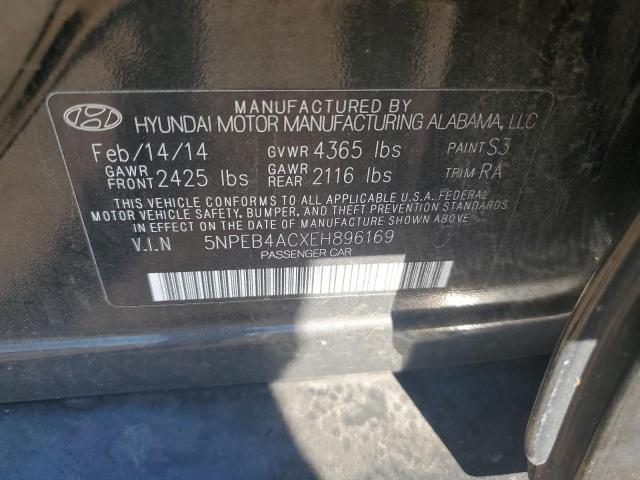 MANUFACTURED BY
HYUNDAI MOTOR MANUFACTURING ALABAMA, LLC
Feb/14/14 GVWR 4365 lbs PAINT S3
GAWR FRONT 2425 lbs GAWR REAR 2116 lbs TRIM RA
THIS VEHICLE CONFORMS TO ALL APPLICABLE U.S.A. FEDERAL
MOTOR VEHICLE SAFETY, BUMPER, AND THEFT PREVENTION STANDARDS
IN EFFECT ON THE DATE OF MANUFACTURE SHOWN ABOVE.
V.I.N 5NPEB4ACXEH896169
PASSENGER CAR